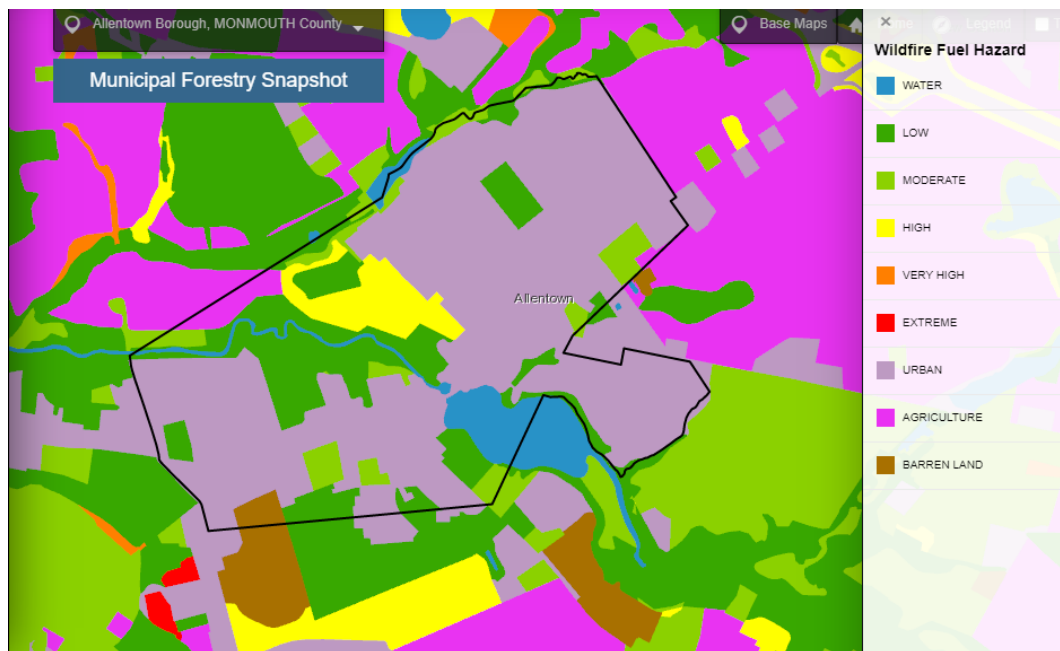 Allentown Borough, MONMOUTH County
Base Maps
Legend
Municipal Forestry Snapshot
Wildfire Fuel Hazard
WATER
LOW
MODERATE
HIGH
VERY HIGH
EXTREME
URBAN
AGRICULTURE
BARREN LAND
Allentown